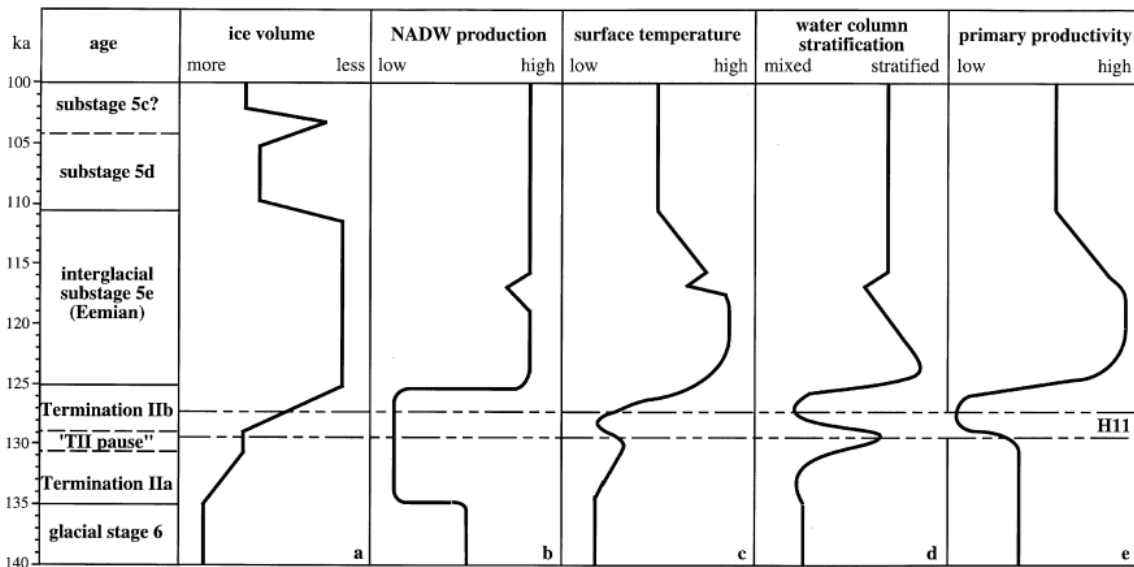 ka
age
ice volume
more less
NADW production
low high
surface temperature
low high
water column
stratification
mixed stratified
primary productivity
low high
100
substage 5c?
105
substage 5d
110
115
interglacial
substage 5e
(Eemian)
120
125
Termination IIb
H11
130
'TII pause"
Termination IIa
135
glacial stage 6
140
a
b
c
d
e